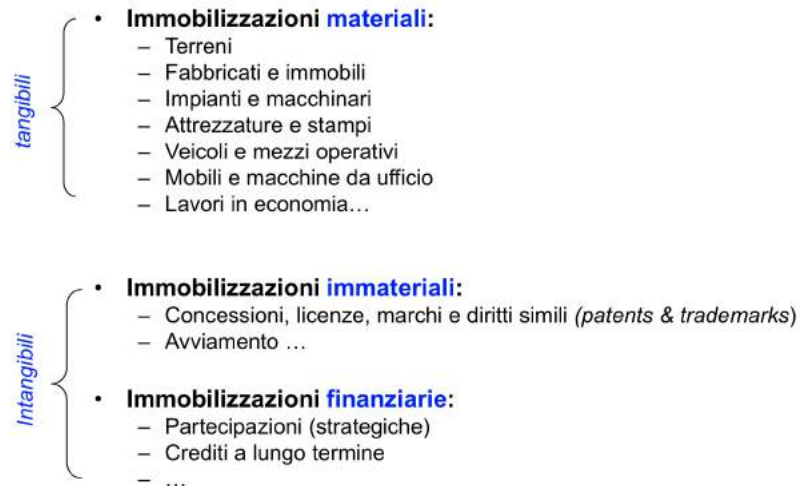 tangibili
• Immobilizzazioni materiali:
– Terreni
– Fabbricati e immobili
– Impianti e macchinari
– Attrezzature e stampi
– Veicoli e mezzi operativi
– Mobili e macchine da ufficio
– Lavori in economia…
Intangibili
• Immobilizzazioni immateriali:
– Concessioni, licenze, marchi e diritti simili (patents & trademarks)
– Avviamento …
• Immobilizzazioni finanziarie:
– Partecipazioni (strategiche)
– Crediti a lungo termine
– …